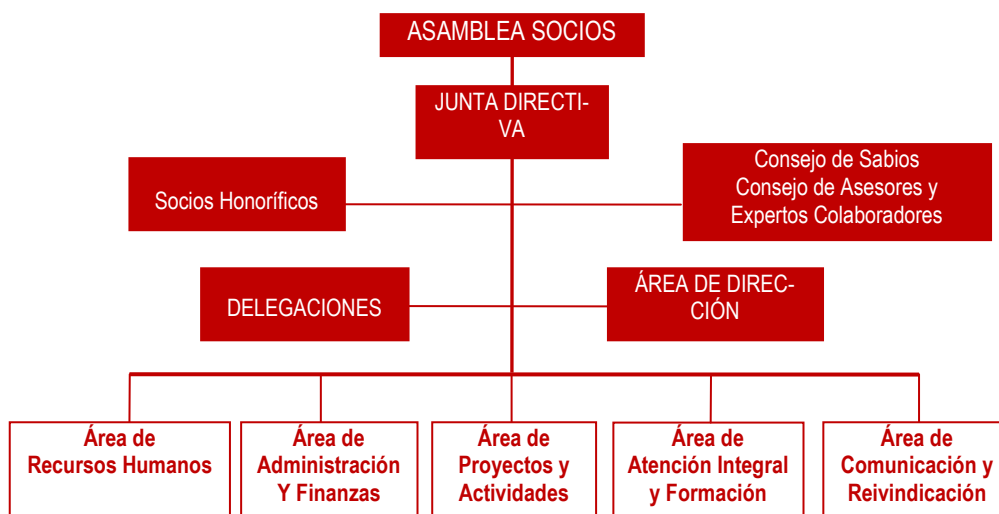 ASAMBLEA SOCIOS
JUNTA DIRECTI-
VA
Socios Honoríficos
Consejo de Sabios
Consejo de Asesores y
Expertos Colaboradores
DELEGACIONES
ÁREA DE DIREC-
CIÓN
Área de
Recursos Humanos
Área de
Administración
Y Finanzas
Área de
Proyectos y
Actividades
Área de
Atención Integral
y Formación
Área de
Comunicación y
Reivindicación